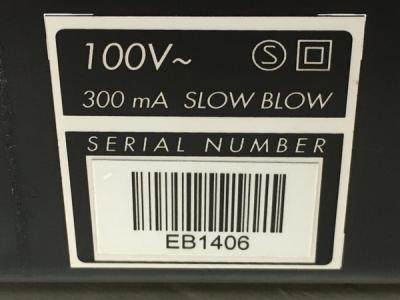 100V~ Ⓢ
300 mA SLOW BLOW
SERIAL NUMBER
EB1406